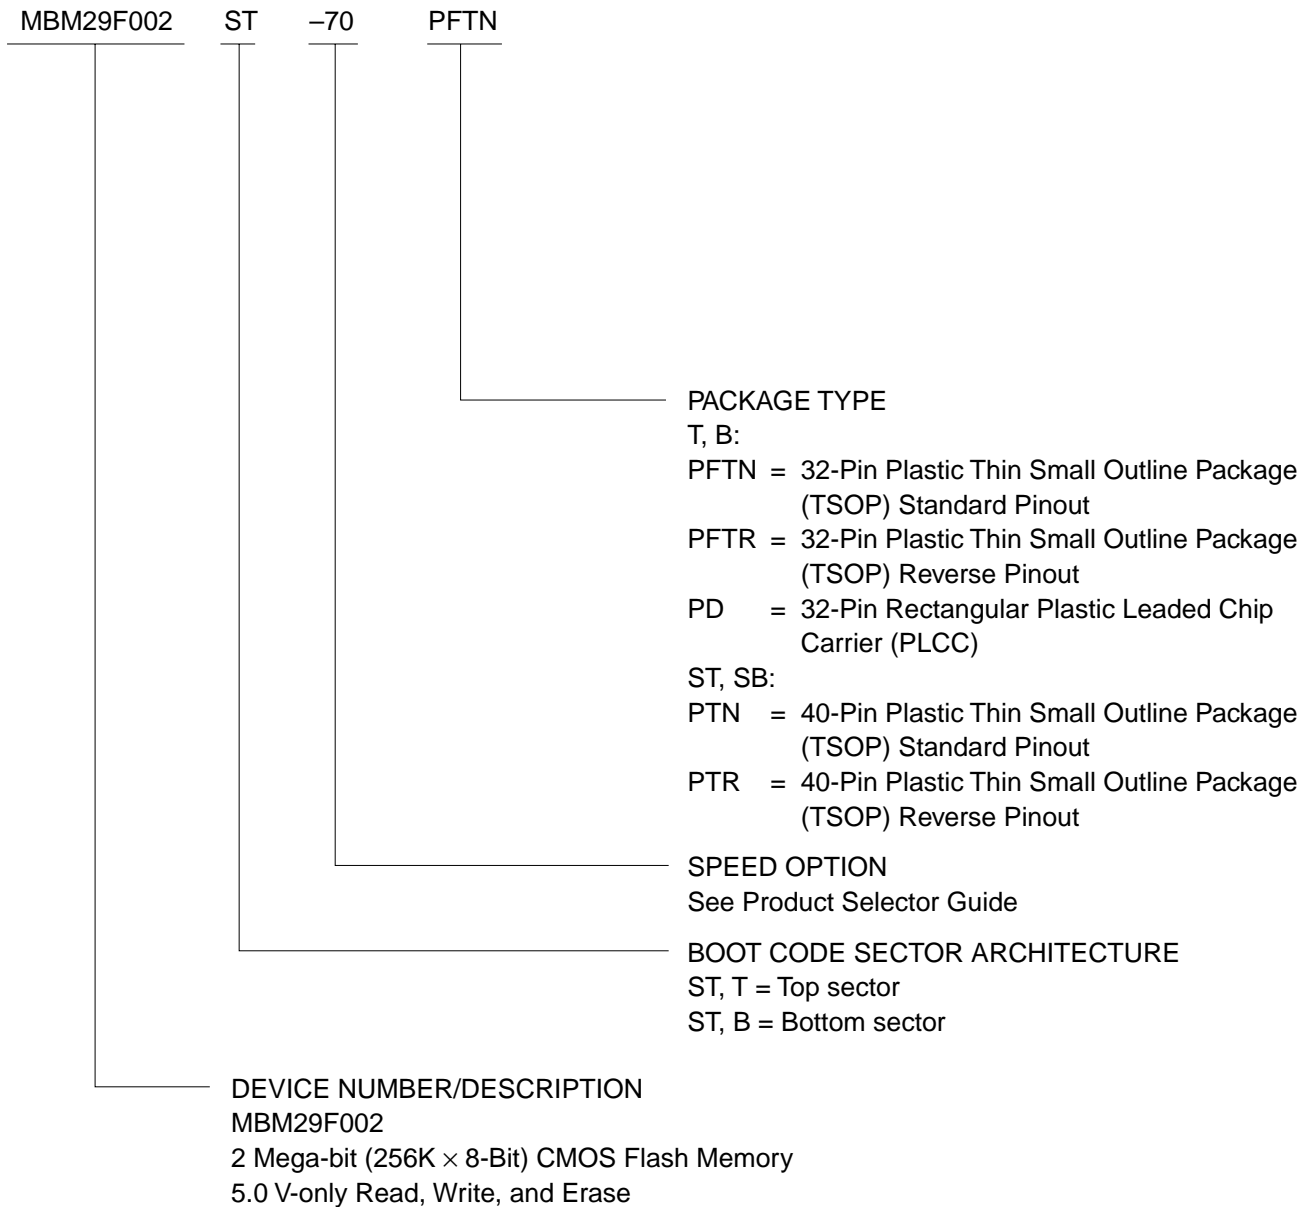 MBM29F002 ST –70 PFTN
PACKAGE TYPE
T, B:
PFTN = 32-Pin Plastic Thin Small Outline Package
(TSOP) Standard Pinout
PFTR = 32-Pin Plastic Thin Small Outline Package
(TSOP) Reverse Pinout
PD = 32-Pin Rectangular Plastic Leaded Chip
Carrier (PLCC)
ST, SB:
PTN = 40-Pin Plastic Thin Small Outline Package
(TSOP) Standard Pinout
PTR = 40-Pin Plastic Thin Small Outline Package
(TSOP) Reverse Pinout
SPEED OPTION
See Product Selector Guide
BOOT CODE SECTOR ARCHITECTURE
ST, T = Top sector
ST, B = Bottom sector
DEVICE NUMBER/DESCRIPTION
MBM29F002
2 Mega-bit (256K × 8-Bit) CMOS Flash Memory
5.0 V-only Read, Write, and Erase